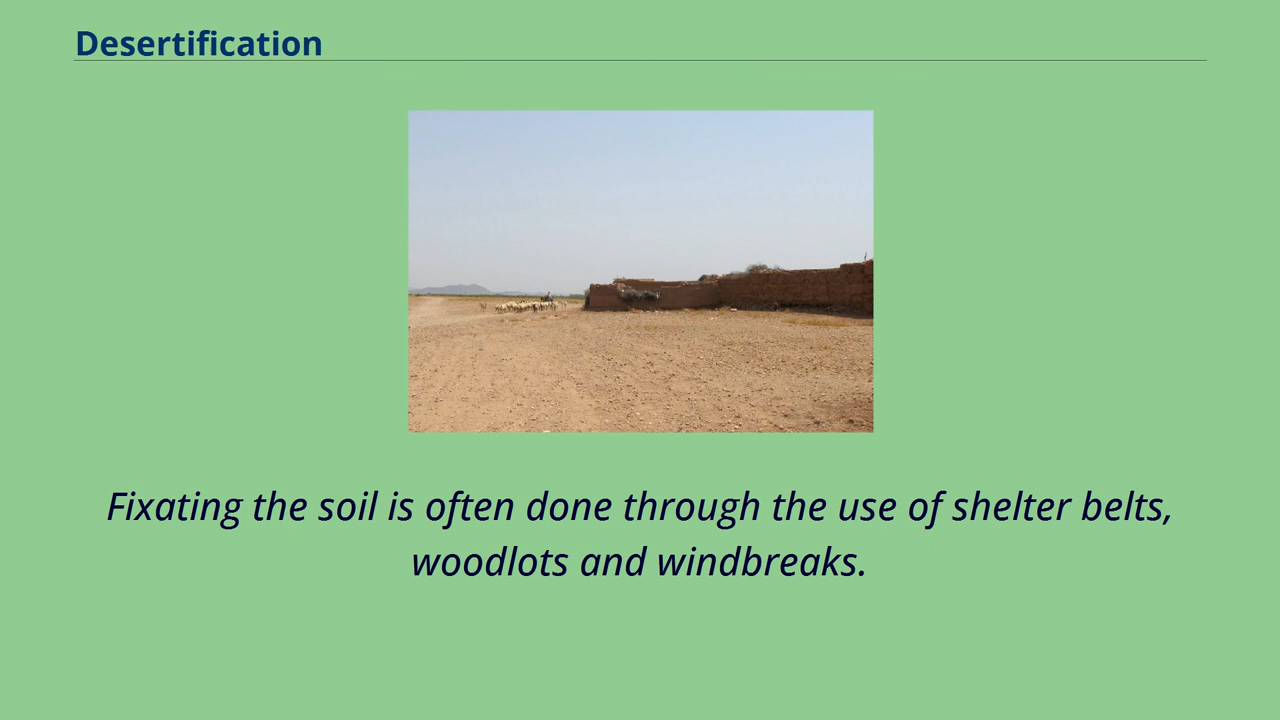 Desertification
Fixating the soil is often done through the use of shelter belts,
woodlots and windbreaks.